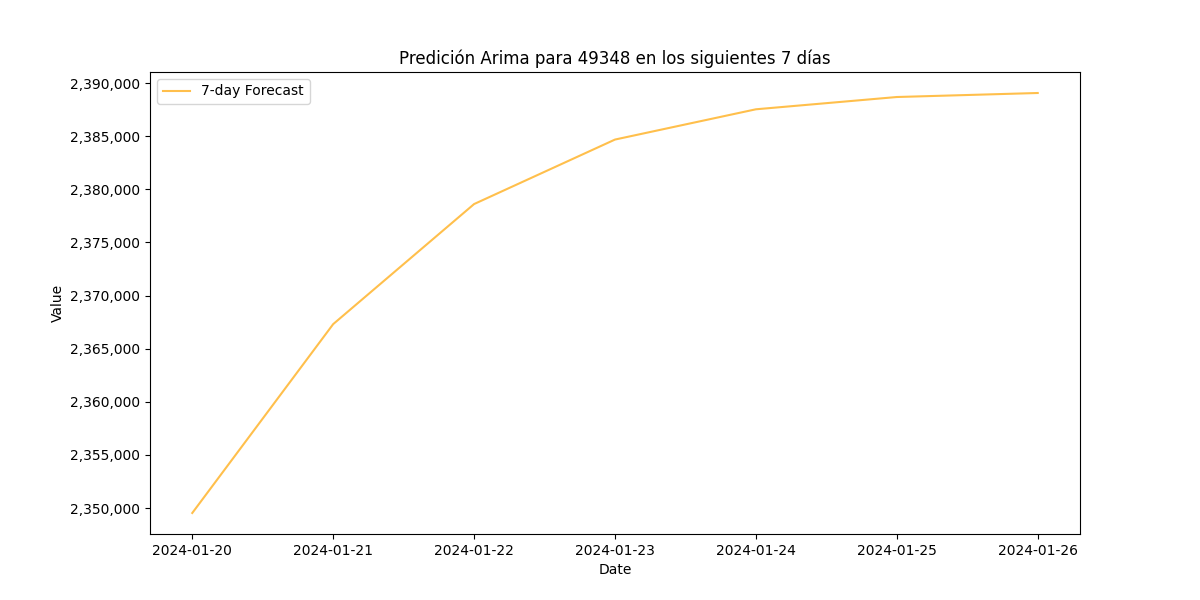 Predición Arima para 49348 en los siguientes 7 días
7-day Forecast
Value
2,390,000
2,385,000
2,380,000
2,375,000
2,370,000
2,365,000
2,360,000
2,355,000
2,350,000
2024-01-20 2024-01-21 2024-01-22 2024-01-23 2024-01-24 2024-01-25 2024-01-26
Date